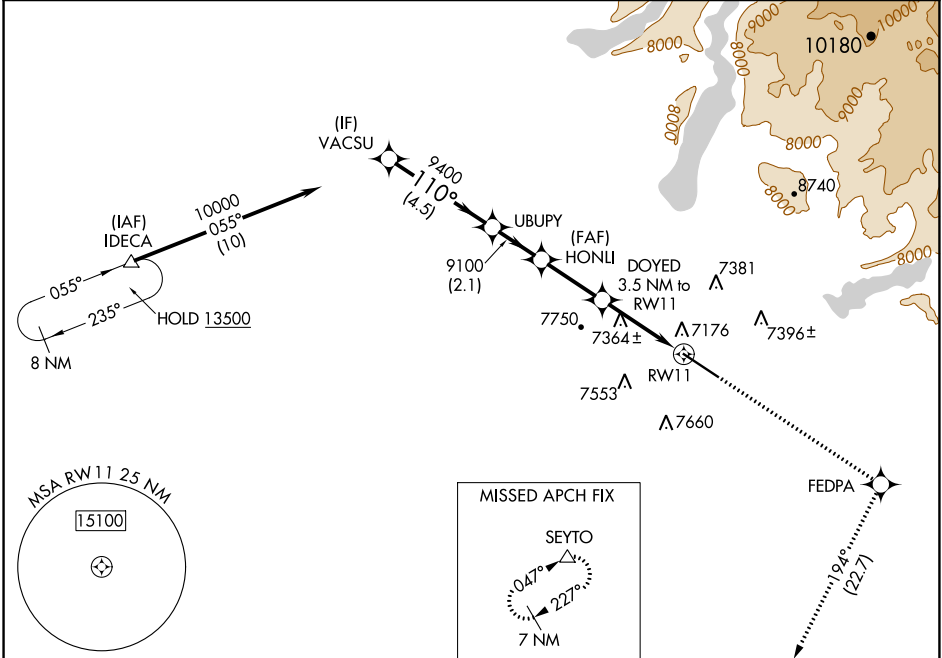 9000
10000
8000
8000
10180
9000
8000
8000
8740
8000
8000
(IF)
VACSU
9400
110°
(4.5)
UBUPY
(IAF)
IDECA
10000
055°
(10)
(FAF)
HONLI
9100
(2.1)
DOYED
3.5 NM to
RW11
7381
055°
235°
HOLD 13500
8 NM
7750
7364±
7176
7396±
RW11
7553
7660
FEDPA
MSA RW11 25 NM
15100
MISSED APCH FIX
SEYTO
047°
227°
7 NM
194°
(22.7)